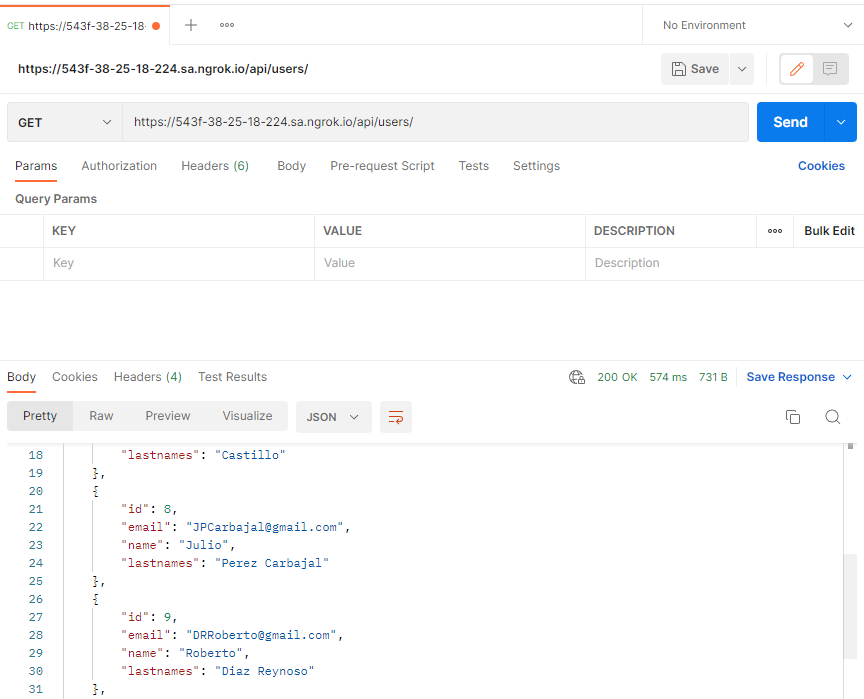 GET https://543f-38-25-18-
No Environment
https://543f-38-25-18-224.sa.ngrok.io/api/users/
Save
GET https://543f-38-25-18-224.sa.ngrok.io/api/users/ Send
Params Authorization Headers (6) Body Pre-request Script Tests Settings Cookies
Query Params
KEY VALUE DESCRIPTION Bulk Edit
Key Value Description
Body Cookies Headers (4) Test Results 200 OK 574 ms 731 B Save Response
Pretty Raw Preview Visualize JSON
18 "lastnames": "Castillo"
19 },
20 {
21 "id": 8,
22 "email": "JPCarbajal@gmail.com",
23 "name": "Julio",
24 "lastnames": "Perez Carbajal"
25 },
26 {
27 "id": 9,
28 "email": "DRRoberto@gmail.com",
29 "name": "Roberto",
30 "lastnames": "Diaz Reynoso"
31 },